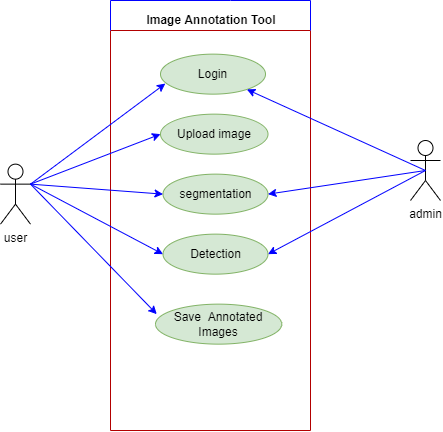 Image Annotation Tool
Login
Upload image
segmentation
Detection
Save Annotated
Images
user
admin